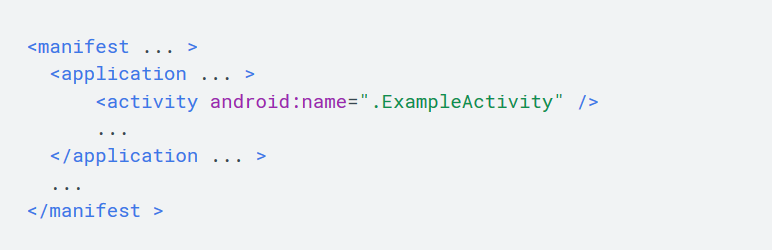 <manifest ... >
  <application ... >
      <activity android:name=".ExampleActivity" />
      ...
  </application ... >
  ...
</manifest >